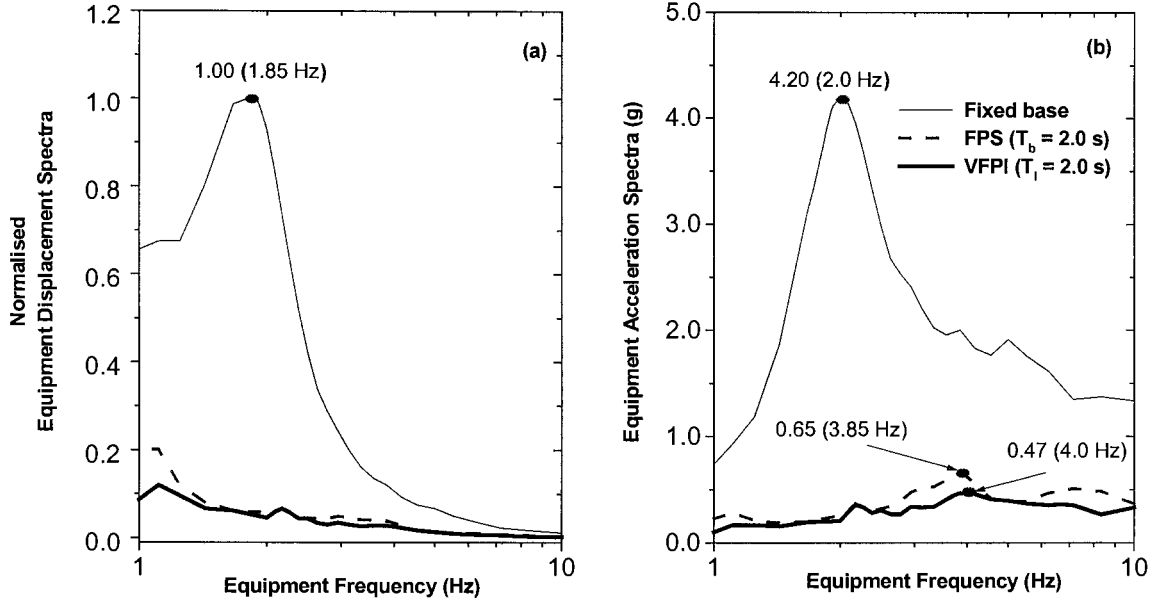 1.2
1.0
0.8
0.6
0.4
0.2
0.0
Normalised
Equipment Displacement Spectra
(a)
1.00 (1.85 Hz)
1
10
Equipment Frequency (Hz)
5.0
4.0
3.0
2.0
1.0
0.0
Equipment Acceleration Spectra (g)
(b)
4.20 (2.0 Hz)
Fixed base
FPS (T_b = 2.0 s)
VFPI (T_l = 2.0 s)
0.65 (3.85 Hz)
0.47 (4.0 Hz)
1
10
Equipment Frequency (Hz)